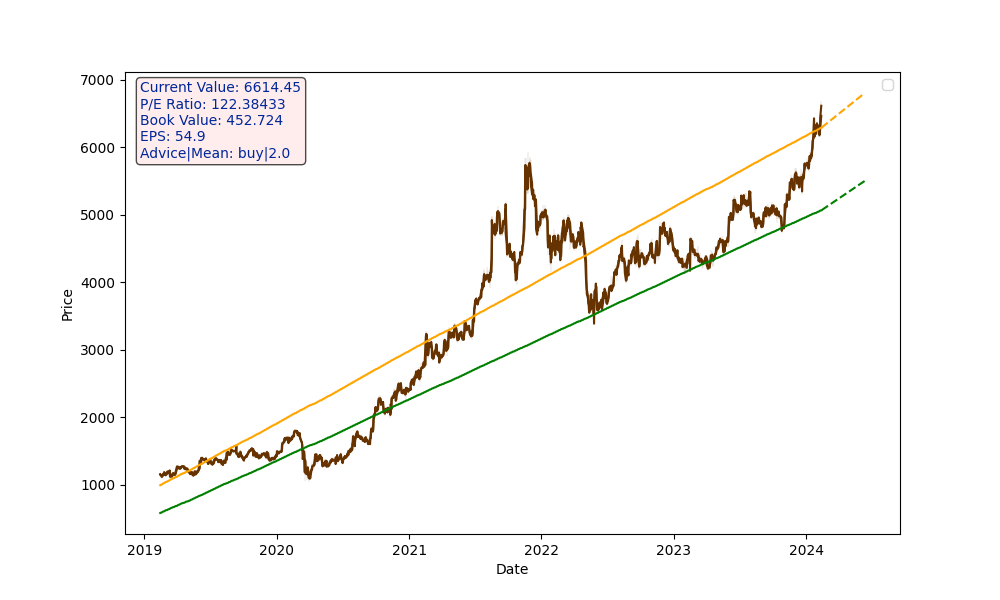 Current Value: 6614.45
P/E Ratio: 122.38433
Book Value: 452.724
EPS: 54.9
Advice|Mean: buy|2.0
7000
6000
5000
4000
3000
2000
1000
Price
2019 2020 2021 2022 2023 2024
Date